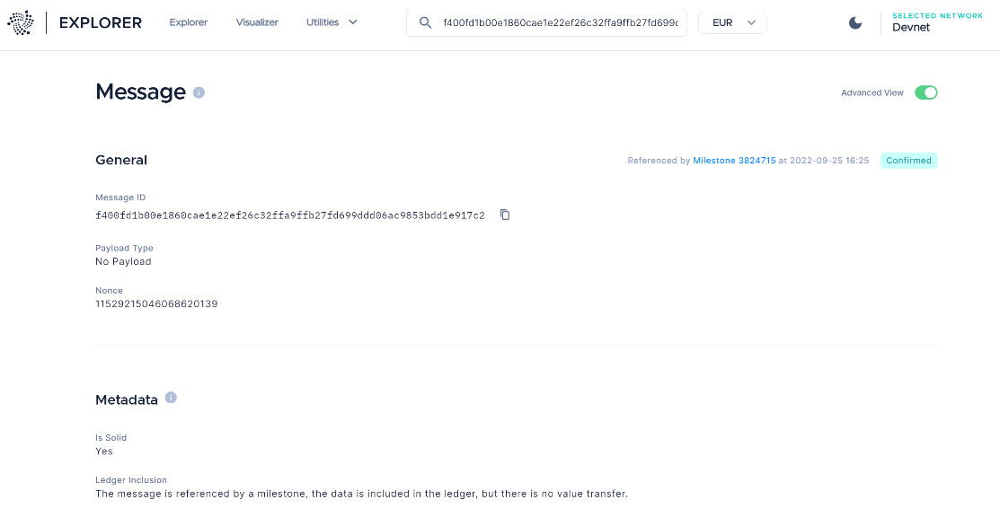 EXPLORER
Explorer
Visualizer
Utilities
f400fd1b00e1860cae1e22ef26c32ffa9ffb27fd699c
EUR
SELECTED NETWORK
Devnet
Message
Advanced View
General
Referenced by Milestone 3824715 at 2022-09-25 16:25
Confirmed
Message ID
f400fd1b00e1860cae1e22ef26c32ffa9ffb27fd699ddd06ac9853bdd1e917c2
Payload Type
No Payload
Nonce
11529215046068620139
Metadata
Is Solid
Yes
Ledger Inclusion
The message is referenced by a milestone, the data is included in the ledger, but there is no value transfer.